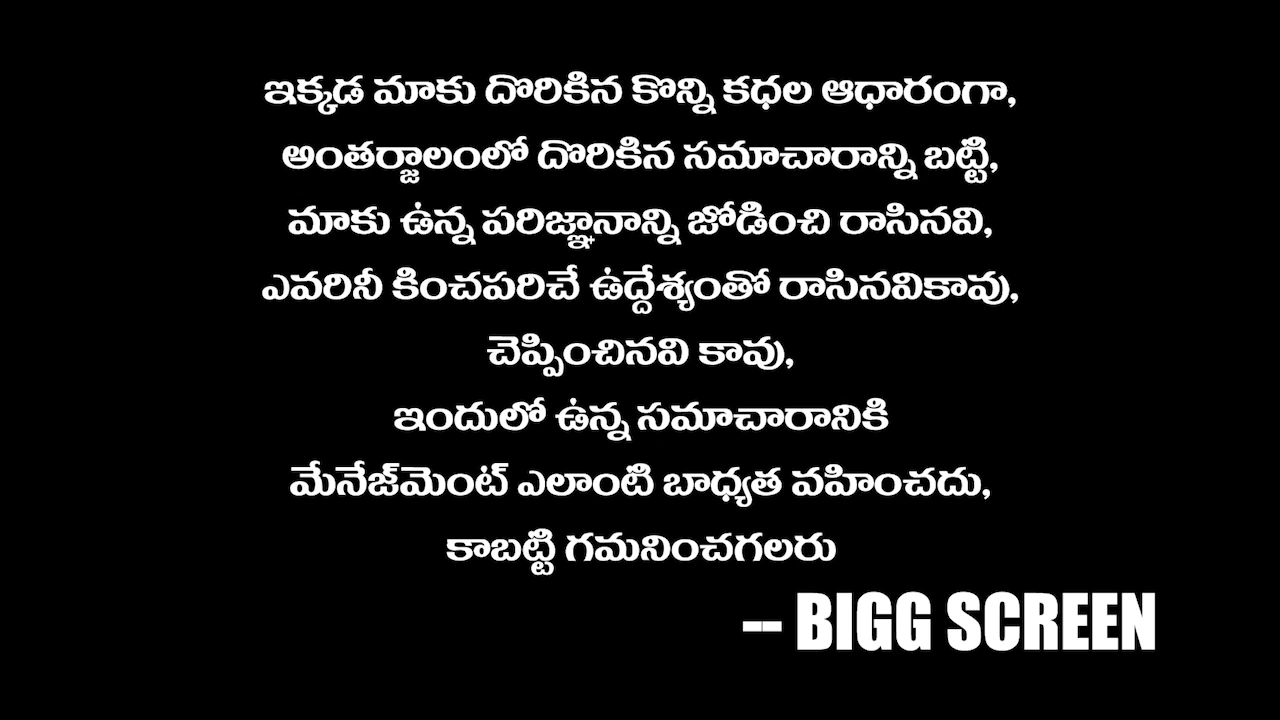 ఇక్కడ మాకు దొరికిన కొన్ని కధల ఆధారంగా,
అంతర్జాలంలో దొరికిన సమాచారాన్ని బట్టి,
మాకు ఉన్న పరిజ్ఞానాన్ని జోడించి రాసినవి,
ఎవరినీ కించపరిచే ఉద్దేశ్యంతో రాసినవికావు,
చెప్పించినవి కావు,
ఇందులో ఉన్న సమాచారానికి
మేనేజ్‌మెంట్ ఎలాంటి బాధ్యత వహించదు,
కాబట్టి గమనించగలరు
-- BIGG SCREEN